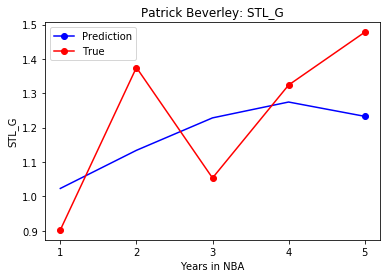 Patrick Beverley: STL_G
Prediction
True
1.5
1.4
1.3
1.2
1.1
1.0
0.9
STL_G
1 2 3 4 5
Years in NBA